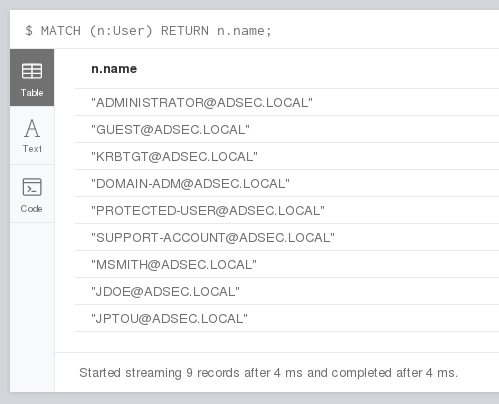 $ MATCH (n:User) RETURN n.name;
Table
Text
Code
n.name
"ADMINISTRATOR@ADSEC.LOCAL"
"GUEST@ADSEC.LOCAL"
"KRBTGT@ADSEC.LOCAL"
"DOMAIN-ADM@ADSEC.LOCAL"
"PROTECTED-USER@ADSEC.LOCAL"
"SUPPORT-ACCOUNT@ADSEC.LOCAL"
"MSMITH@ADSEC.LOCAL"
"JDOE@ADSEC.LOCAL"
"JPTOU@ADSEC.LOCAL"
Started streaming 9 records after 4 ms and completed after 4 ms.